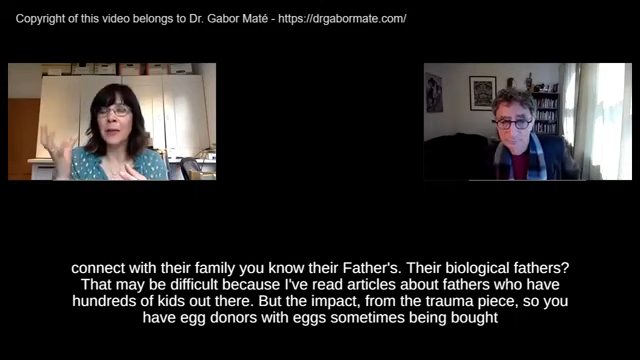 Copyright of this video belongs to Dr. Gabor Maté - https://drgabormate.com/
connect with their family you know their Father's. Their biological fathers?
That may be difficult because I've read articles about fathers who have
hundreds of kids out there. But the impact, from the trauma piece, so you
have egg donors with eggs sometimes being bought